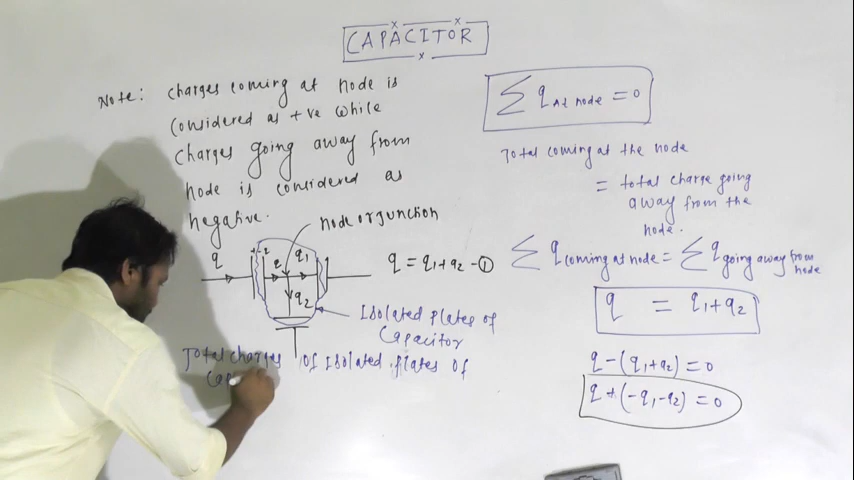 CAPACITOR
Note: charges coming at node is
considered as +ve while
charges going away from
node is considered as
negative.
node or junction
q
+
-
q
q1
q2
q = q1+q2 - ①
Isolated plates of
Capacitor
Total charges of Isolated plates of
Cap
∑ q At node = 0
Total coming at the node
= total charge going
away from the
node.
∑ q coming at node = ∑ q going away from
node
q = q1+q2
q-(q1+q2) = 0
q+(-q1-q2) = 0